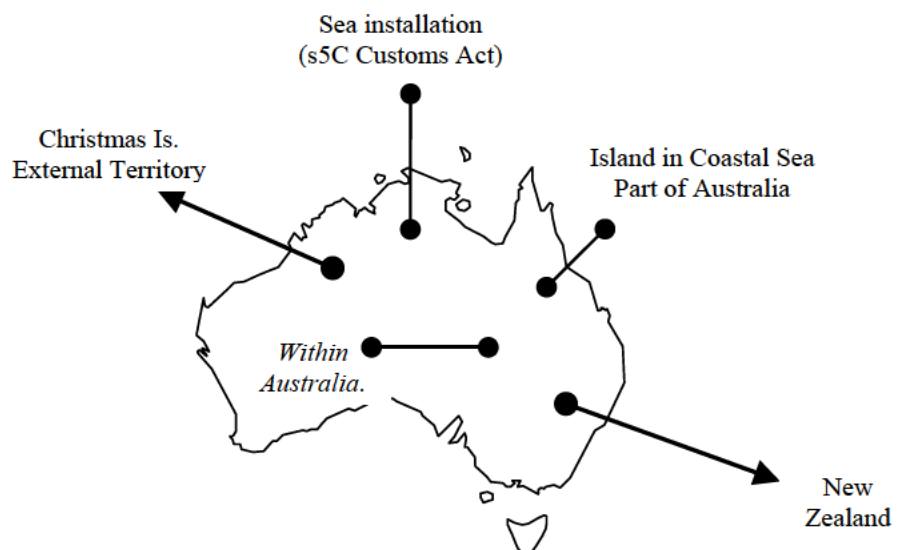 Sea installation
(s5C Customs Act)
Christmas Is.
External Territory
Island in Coastal Sea
Part of Australia
Within
Australia.
New
Zealand